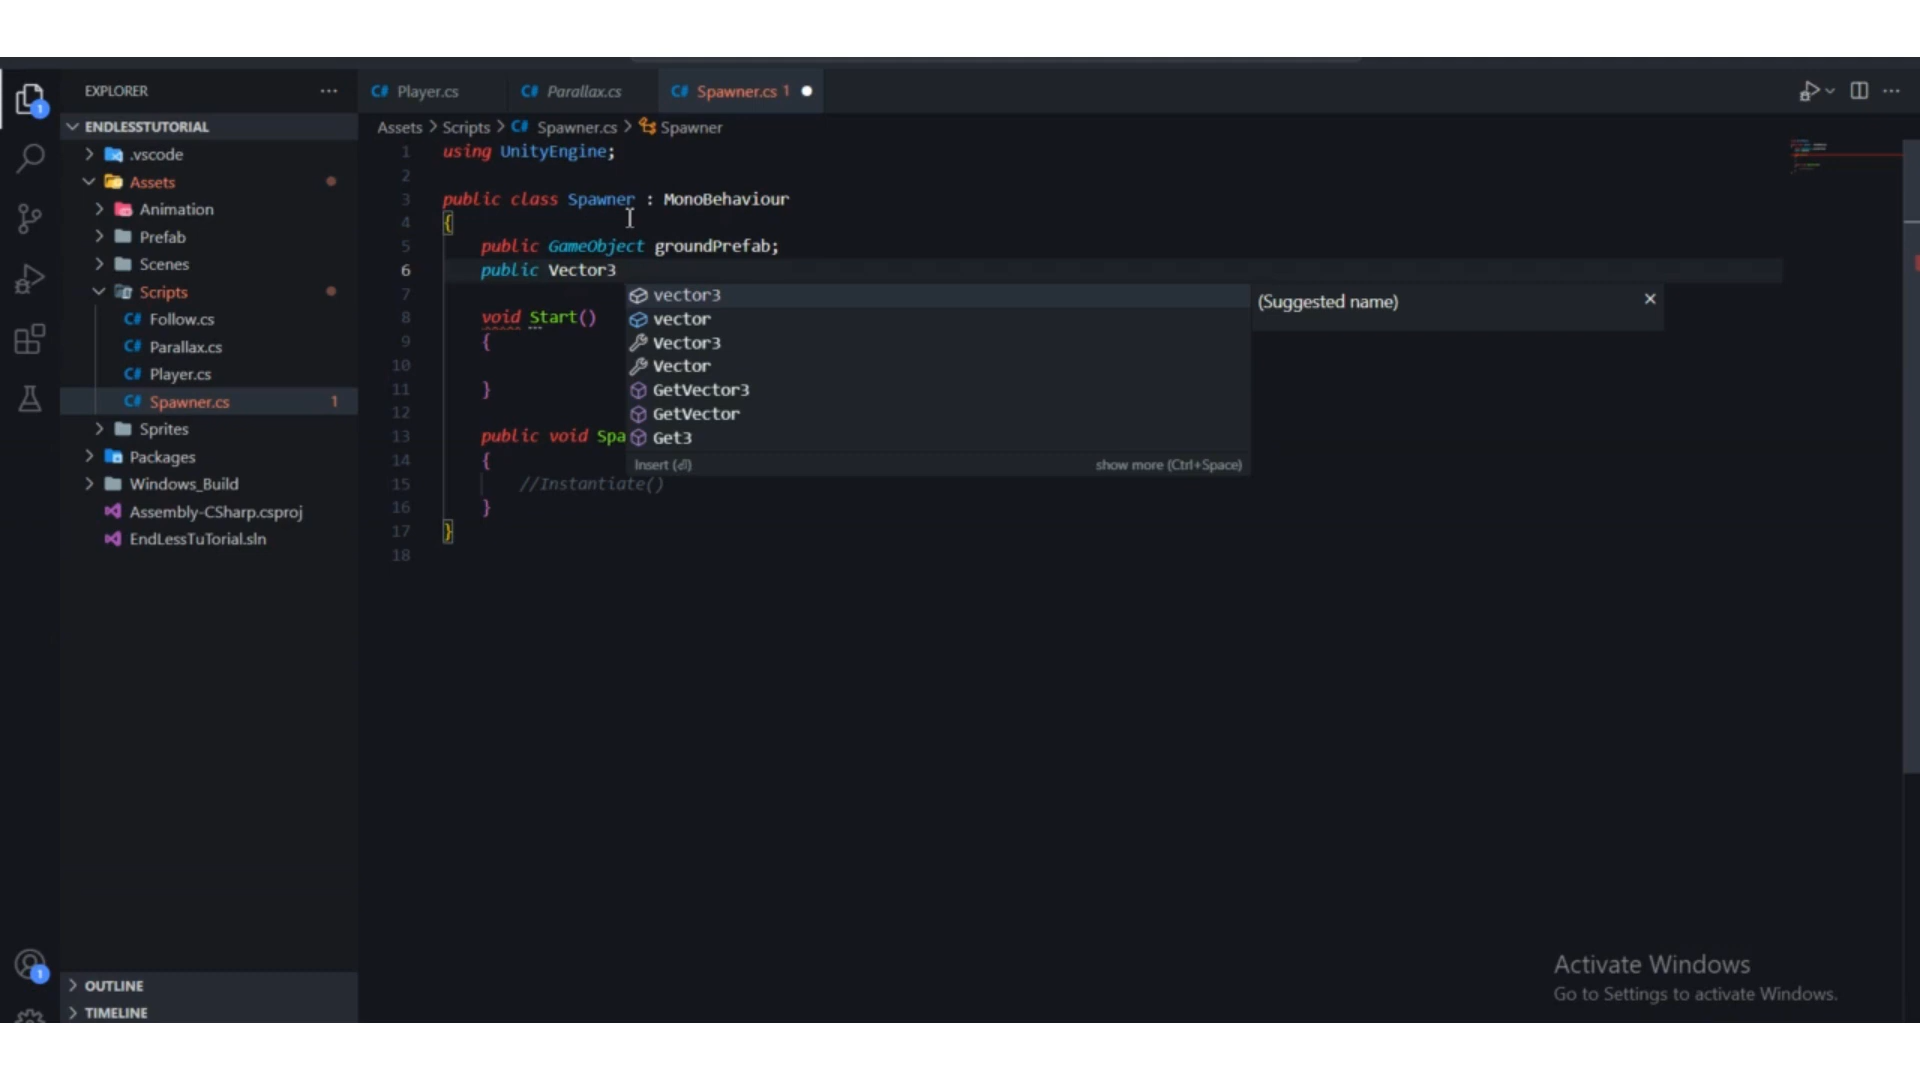 EXPLORER
Player.cs
Parallax.cs
Spawner.cs 1
ENDLESSTUTORIAL
.vscode
Assets
Animation
Prefab
Scenes
Scripts
Follow.cs
Parallax.cs
Player.cs
Spawner.cs 1
Sprites
Packages
Windows_Build
Assembly-CSharp.csproj
EndLessTuTorial.sln
OUTLINE
TIMELINE
1
1
Assets > Scripts > Spawner.cs > Spawner
1 using UnityEngine;
2
3 public class Spawner : MonoBehaviour
4 {
5 public GameObject groundPrefab;
6 public Vector3
7
8 void Start()
9 {
10
11 }
12
13 public void Spa
14 {
15 //Instantiate()
16 }
17 }
18
vector3
vector
Vector3
Vector
GetVector3
GetVector
Get3
Insert (⏎) show more (Ctrl+Space)
(Suggested name)
Activate Windows
Go to Settings to activate Windows.